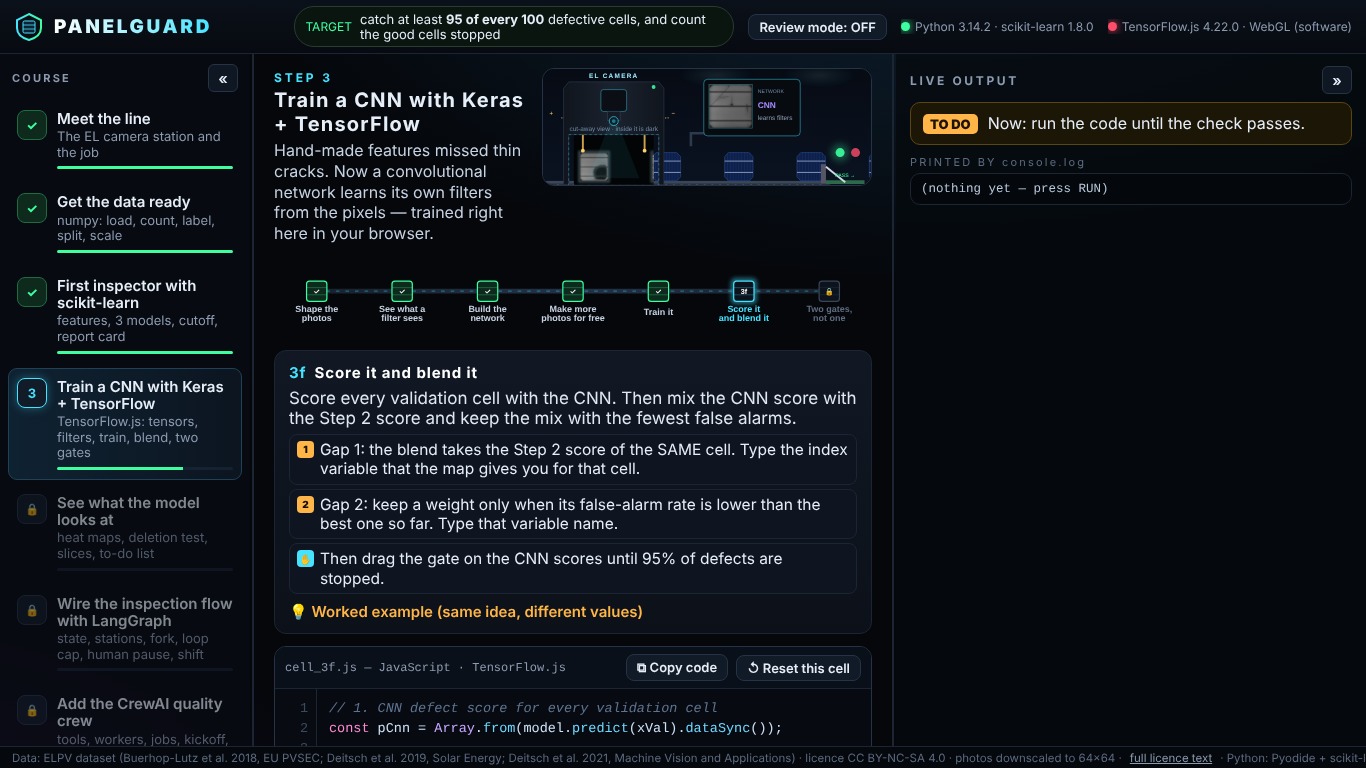 PANELGUARD
TARGET catch at least 95 of every 100 defective cells, and count
the good cells stopped
Review mode: OFF
Python 3.14.2 · scikit-learn 1.8.0
TensorFlow.js 4.22.0 · WebGL (software)
COURSE
«
Meet the line
The EL camera station and
the job
Get the data ready
numpy: load, count, label,
split, scale
First inspector with
scikit-learn
features, 3 models, cutoff,
report card
3
Train a CNN with Keras
+ TensorFlow
TensorFlow.js: tensors,
filters, train, blend, two
gates
See what the model
looks at
heat maps, deletion test,
slices, to-do list
Wire the inspection flow
with LangGraph
state, stations, fork, loop
cap, human pause, shift
Add the CrewAI quality
crew
tools, workers, jobs, kickoff,
STEP 3
Train a CNN with Keras
+ TensorFlow
Hand-made features missed thin
cracks. Now a convolutional
network learns its own filters
from the pixels — trained right
here in your browser.
EL CAMERA
cut-away view · inside it is dark
NETWORK
CNN
learns filters
Shape the
photos
See what a
filter sees
Build the
network
Make more
photos for free
Train it
3f
Score it
and blend it
Two gates,
not one
3f Score it and blend it
Score every validation cell with the CNN. Then mix the CNN score with
the Step 2 score and keep the mix with the fewest false alarms.
1 Gap 1: the blend takes the Step 2 score of the SAME cell. Type the index
variable that the map gives you for that cell.
2 Gap 2: keep a weight only when its false-alarm rate is lower than the
best one so far. Type that variable name.
Then drag the gate on the CNN scores until 95% of defects are
stopped.
💡 Worked example (same idea, different values)
cell_3f.js — JavaScript · TensorFlow.js
⧉ Copy code
↺ Reset this cell
1 // 1. CNN defect score for every validation cell
2 const pCnn = Array.from(model.predict(xVal).dataSync());
LIVE OUTPUT
»
TO DO Now: run the code until the check passes.
PRINTED BY console.log
(nothing yet — press RUN)
Data: ELPV dataset (Buerhop-Lutz et al. 2018, EU PVSEC; Deitsch et al. 2019, Solar Energy; Deitsch et al. 2021, Machine Vision and Applications) · licence CC BY-NC-SA 4.0 · photos downscaled to 64×64 · full licence text · Python: Pyodide + scikit-